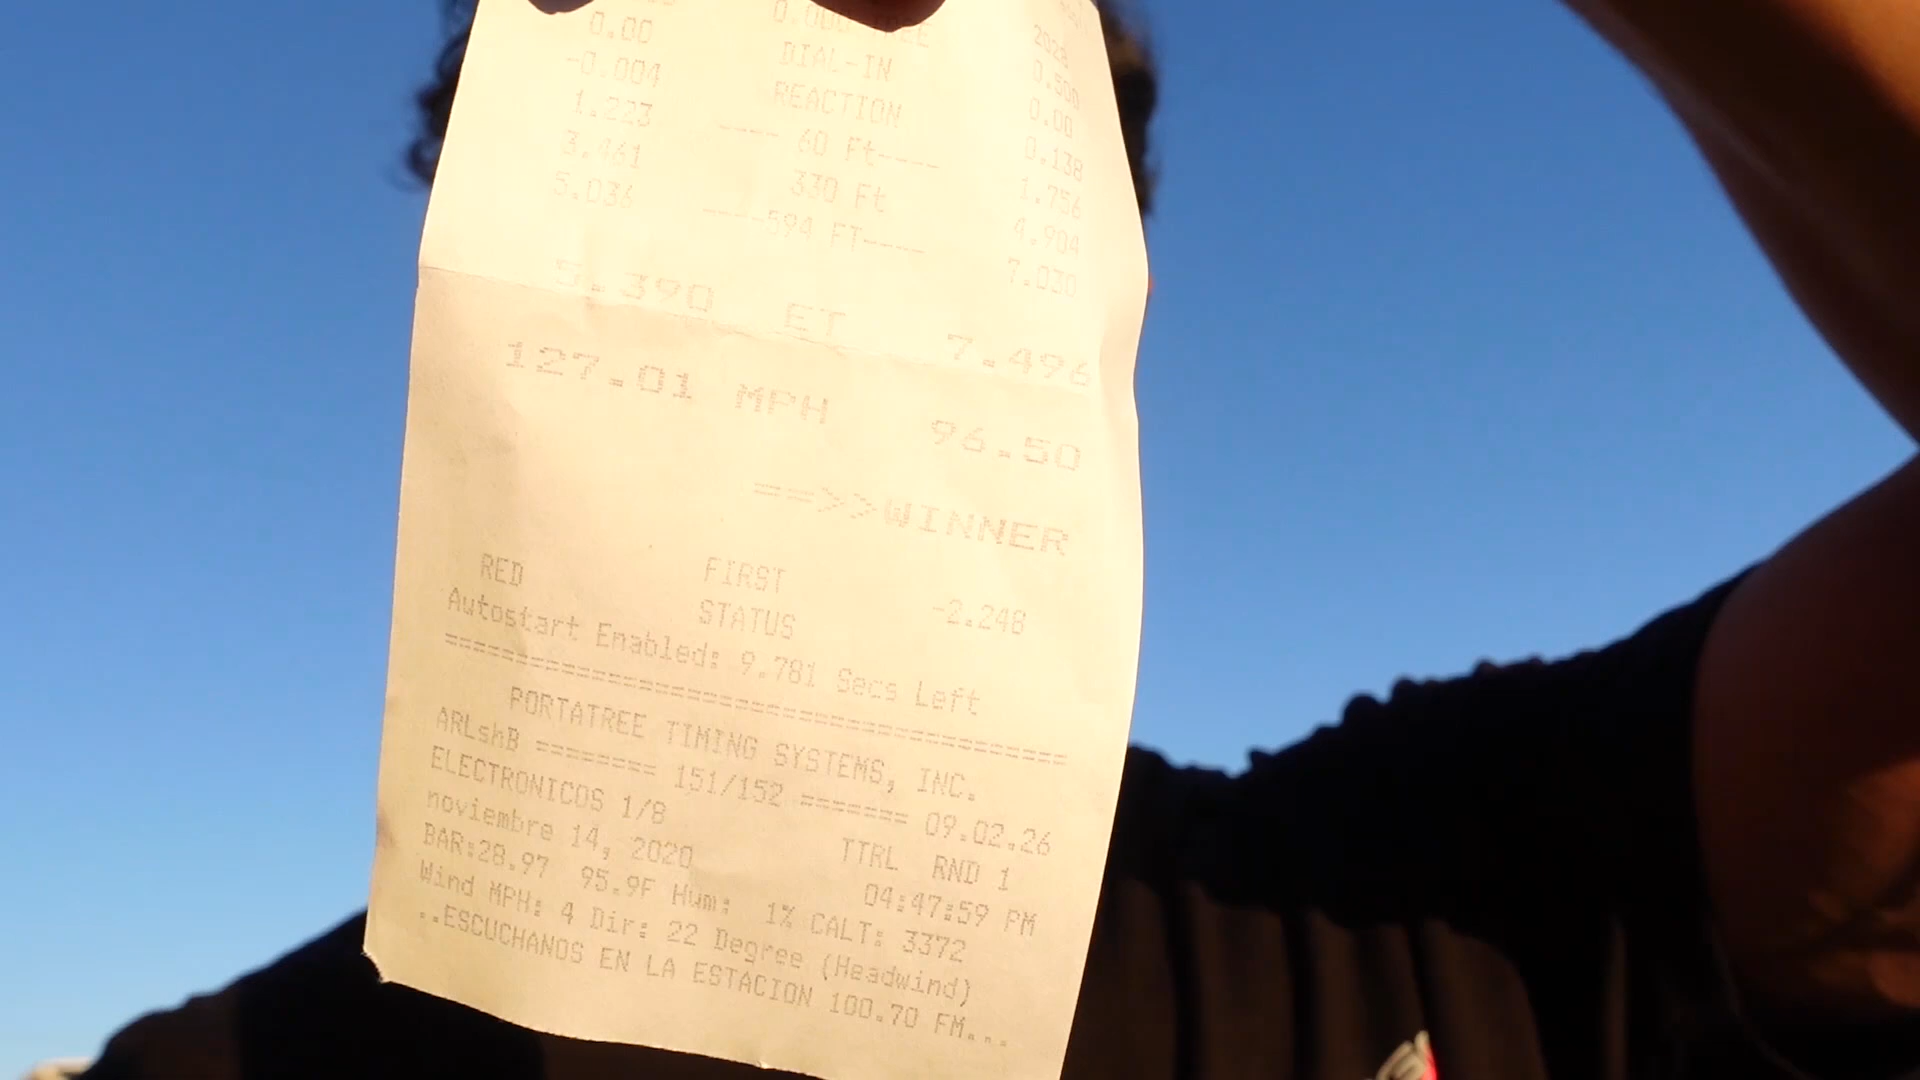 0.00 DIAL-IN 0.500
-0.004 REACTION 0.00
1.223 ---- 60 Ft---- 0.138
3.461 330 Ft 1.756
5.036 ----594 FT---- 4.904
7.030
5.390 ET 7.496
127.01 MPH 96.50
==>>WINNER
RED FIRST -2.248
STATUS
Autostart Enabled: 9.781 Secs Left
================================================
PORTATREE TIMING SYSTEMS, INC.
ARLshB ======= 151/152 ====== 09.02.26
ELECTRONICOS 1/8 TTRL RND 1
noviembre 14, 2020 04:47:59 PM
BAR:28.97 95.9F Hum: 1% CALT: 3372
Wind MPH: 4 Dir: 22 Degree (Headwind)
..ESCUCHANOS EN LA ESTACION 100.70 FM...